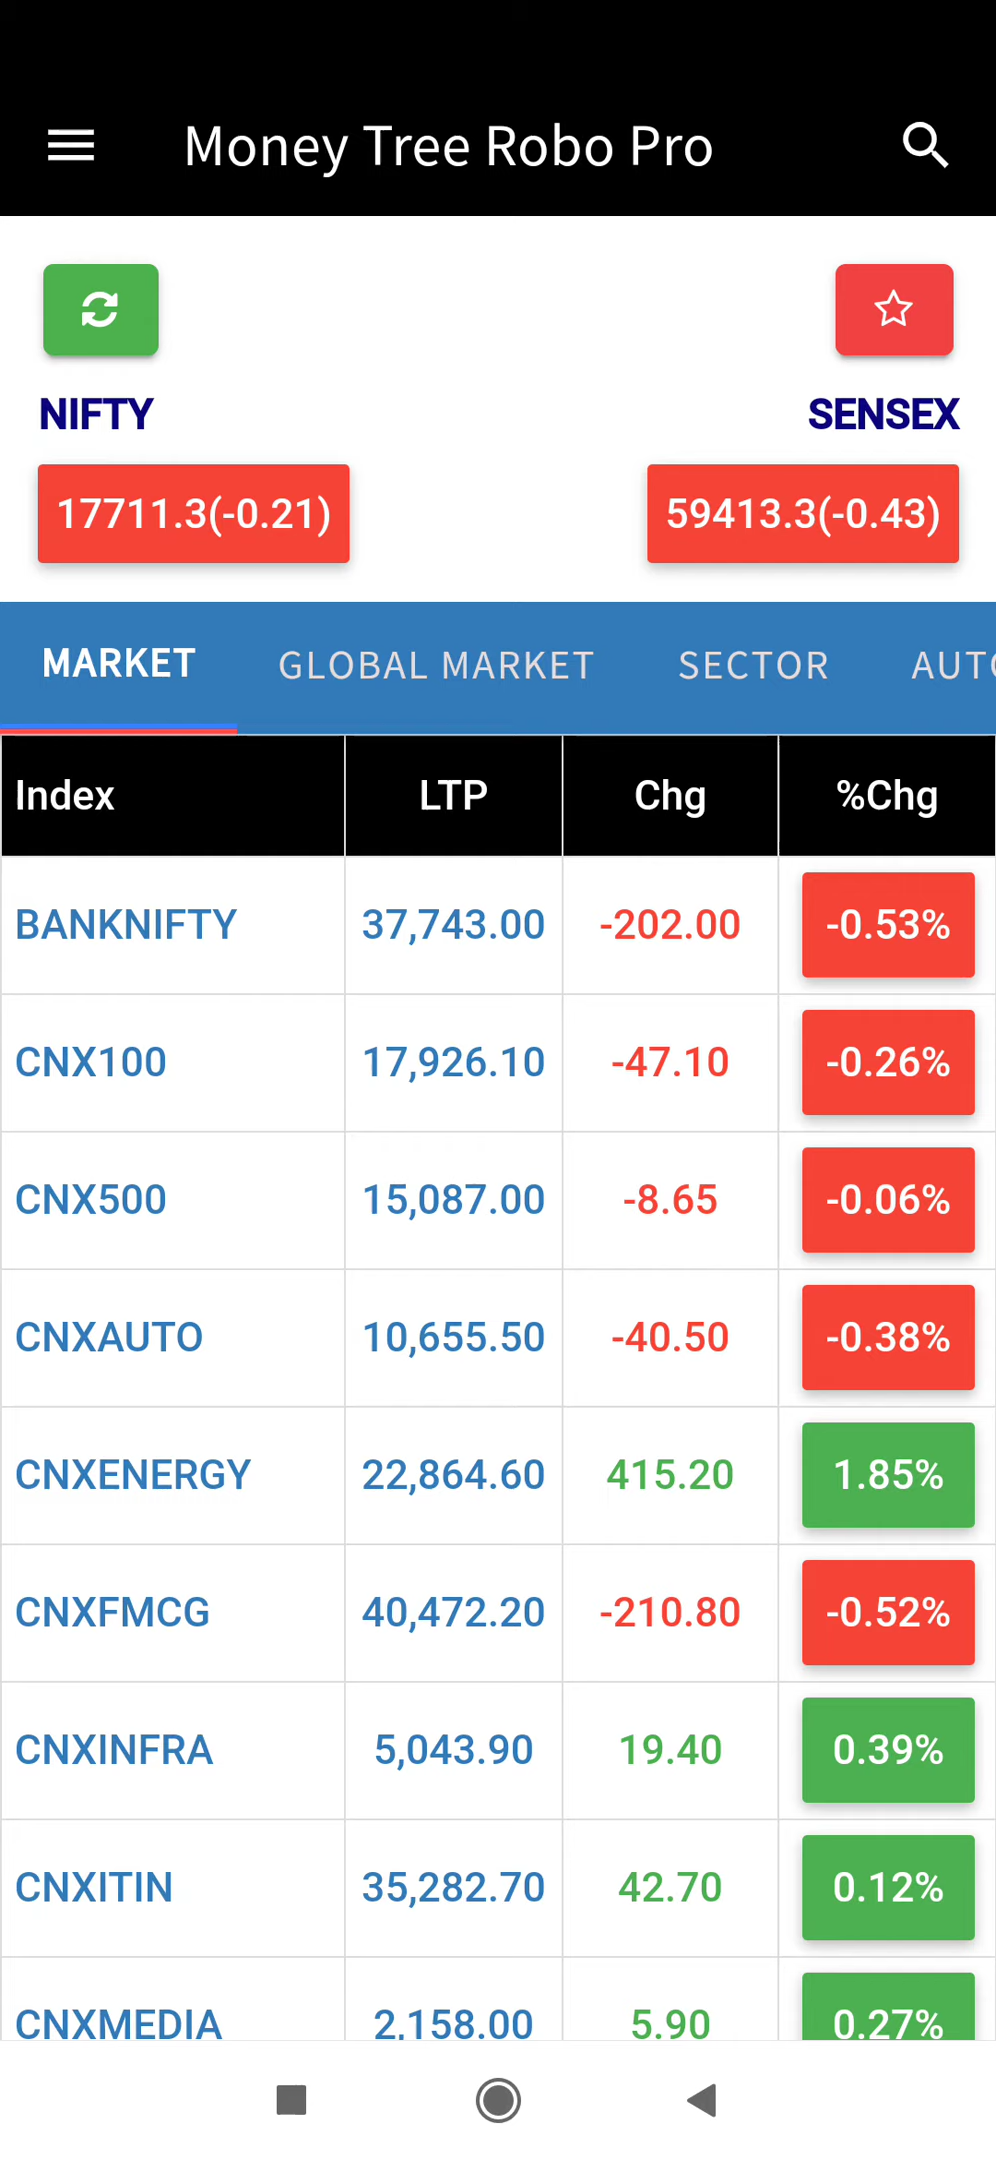 Money Tree Robo Pro
NIFTY SENSEX
17711.3(-0.21) 59413.3(-0.43)
MARKET GLOBAL MARKET SECTOR AUTO
Index LTP Chg %Chg
BANKNIFTY 37,743.00 -202.00 -0.53%
CNX100 17,926.10 -47.10 -0.26%
CNX500 15,087.00 -8.65 -0.06%
CNXAUTO 10,655.50 -40.50 -0.38%
CNXENERGY 22,864.60 415.20 1.85%
CNXFMCG 40,472.20 -210.80 -0.52%
CNXINFRA 5,043.90 19.40 0.39%
CNXITIN 35,282.70 42.70 0.12%
CNXMEDIA 2,158.00 5.90 0.27%